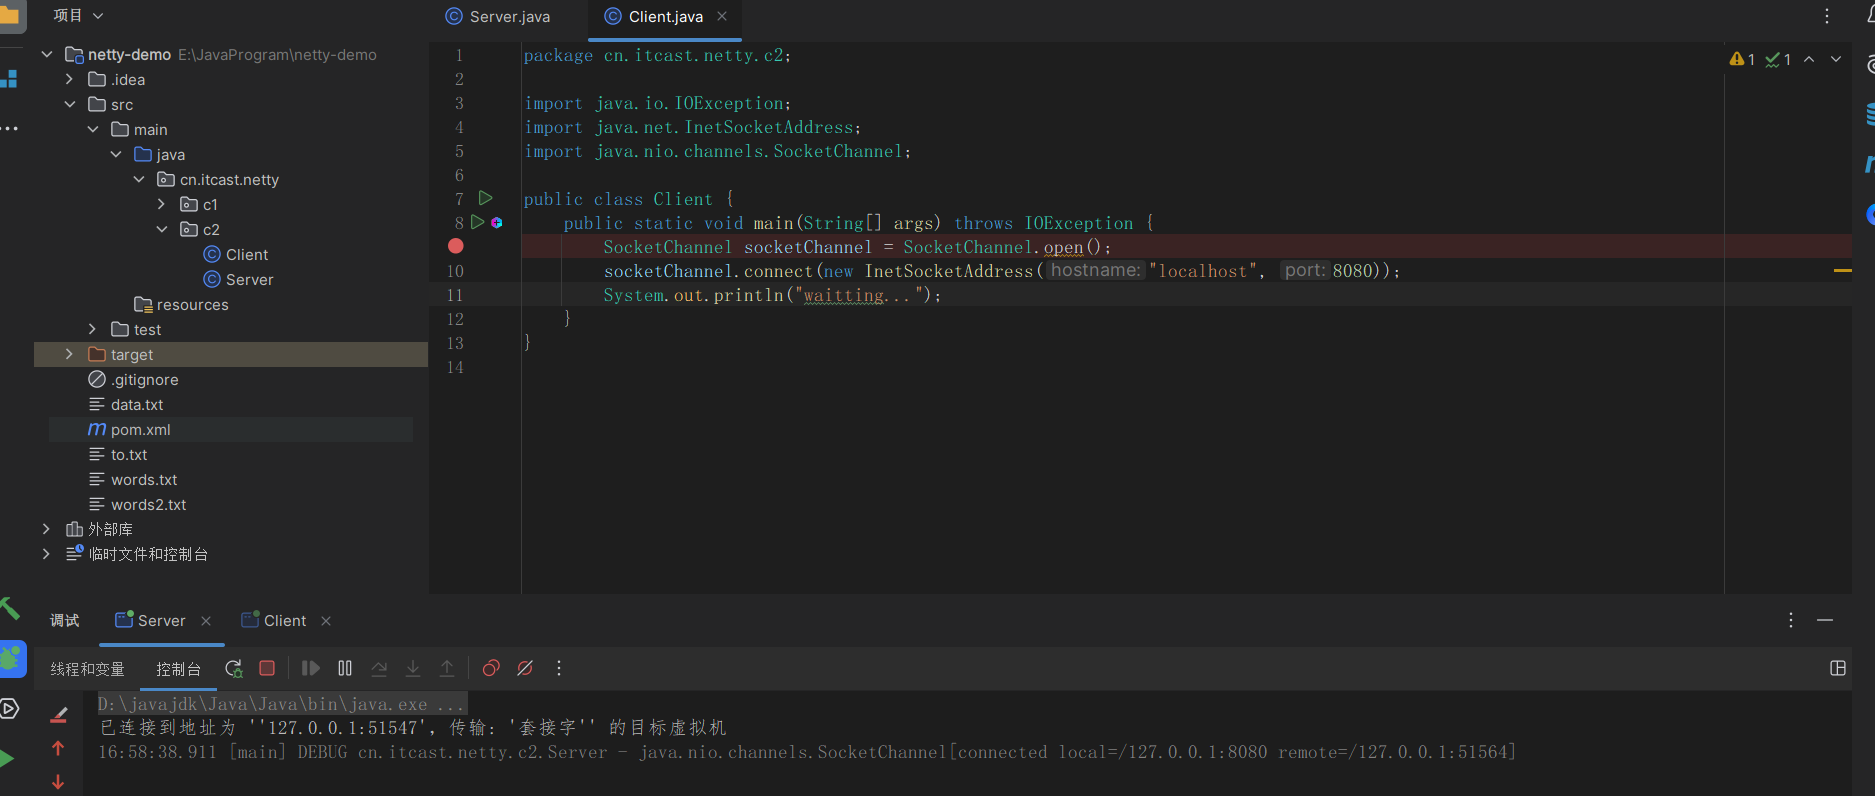 项目
Server.java
Client.java
netty-demo E:\JavaProgram\netty-demo
.idea
src
main
java
cn.itcast.netty
c1
c2
Client
Server
resources
test
target
.gitignore
data.txt
pom.xml
to.txt
words.txt
words2.txt
外部库
临时文件和控制台
1 package cn.itcast.netty.c2;
2
3 import java.io.IOException;
4 import java.net.InetSocketAddress;
5 import java.nio.channels.SocketChannel;
6
7 public class Client {
8 public static void main(String[] args) throws IOException {
SocketChannel socketChannel = SocketChannel.open();
10 socketChannel.connect(new InetSocketAddress( hostname: "localhost", port: 8080));
11 System.out.println("waitting...");
12 }
13 }
14
1 1
调试
Server
Client
线程和变量
控制台
D:\javajdk\Java\Java\bin\java.exe ...
已连接到地址为 ''127.0.0.1:51547', 传输: '套接字'' 的目标虚拟机
16:58:38.911 [main] DEBUG cn.itcast.netty.c2.Server - java.nio.channels.SocketChannel[connected local=/127.0.0.1:8080 remote=/127.0.0.1:51564]